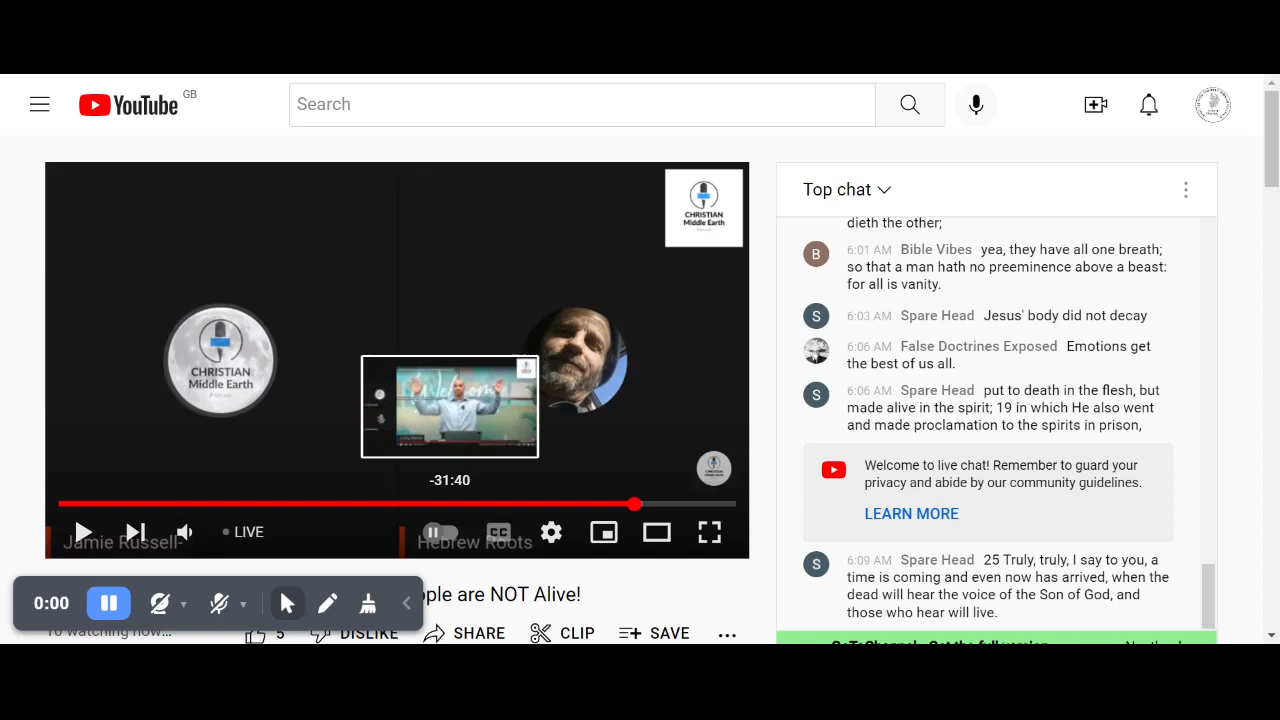 YouTube GB
Search
CHRISTIAN
Middle Earth
CHRISTIAN
Middle Earth
-31:40
LIVE
CC
Jamie Russell-
Hebrew Roots
0:00
ople are NOT Alive!
10 watching now...
5
DISLIKE
SHARE
CLIP
SAVE
Top chat
dieth the other;
B
6:01 AM Bible Vibes yea, they have all one breath;
so that a man hath no preeminence above a beast:
for all is vanity.
S
6:03 AM Spare Head Jesus' body did not decay
6:06 AM False Doctrines Exposed Emotions get
the best of us all.
S
6:06 AM Spare Head put to death in the flesh, but
made alive in the spirit; 19 in which He also went
and made proclamation to the spirits in prison,
Welcome to live chat! Remember to guard your
privacy and abide by our community guidelines.
LEARN MORE
S
6:09 AM Spare Head 25 Truly, truly, I say to you, a
time is coming and even now has arrived, when the
dead will hear the voice of the Son of God, and
those who hear will live.